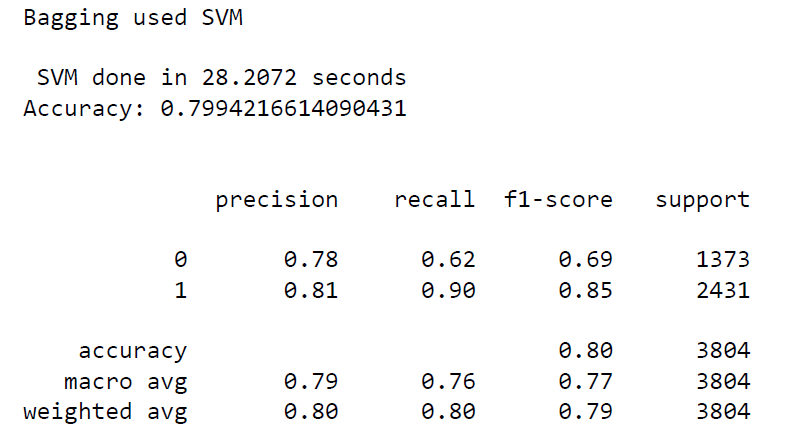 Bagging used SVM
SVM done in 28.2072 seconds
Accuracy: 0.7994216614090431
precision recall f1-score support
0 0.78 0.62 0.69 1373
1 0.81 0.90 0.85 2431
accuracy 0.80 3804
macro avg 0.79 0.76 0.77 3804
weighted avg 0.80 0.80 0.79 3804